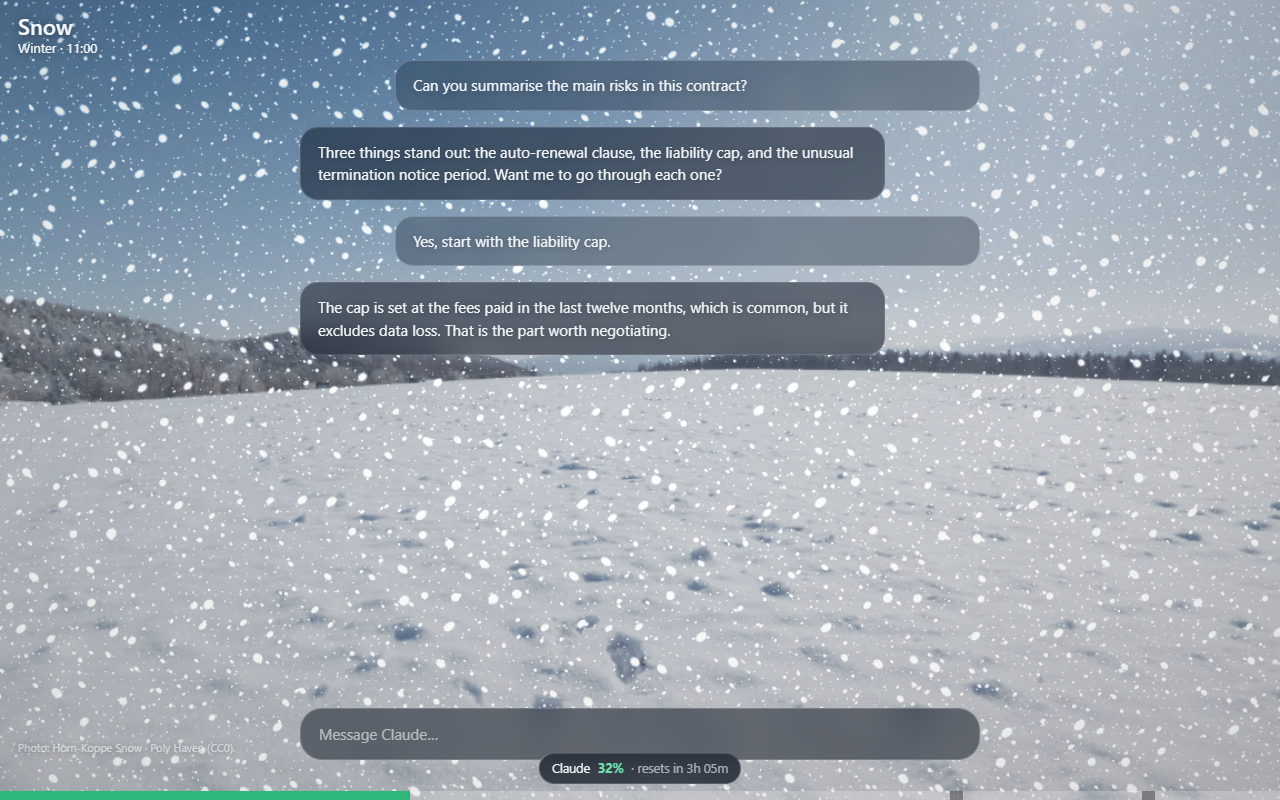 Snow
Winter · 11:00
Can you summarise the main risks in this contract?
Three things stand out: the auto-renewal clause, the liability cap, and the unusual
termination notice period. Want me to go through each one?
Yes, start with the liability cap.
The cap is set at the fees paid in the last twelve months, which is common, but it
excludes data loss. That is the part worth negotiating.
Message Claude...
Photo: Horn-Koppe Snow · Poly Haven (CC0)
Claude 32% · resets in 3h 05m